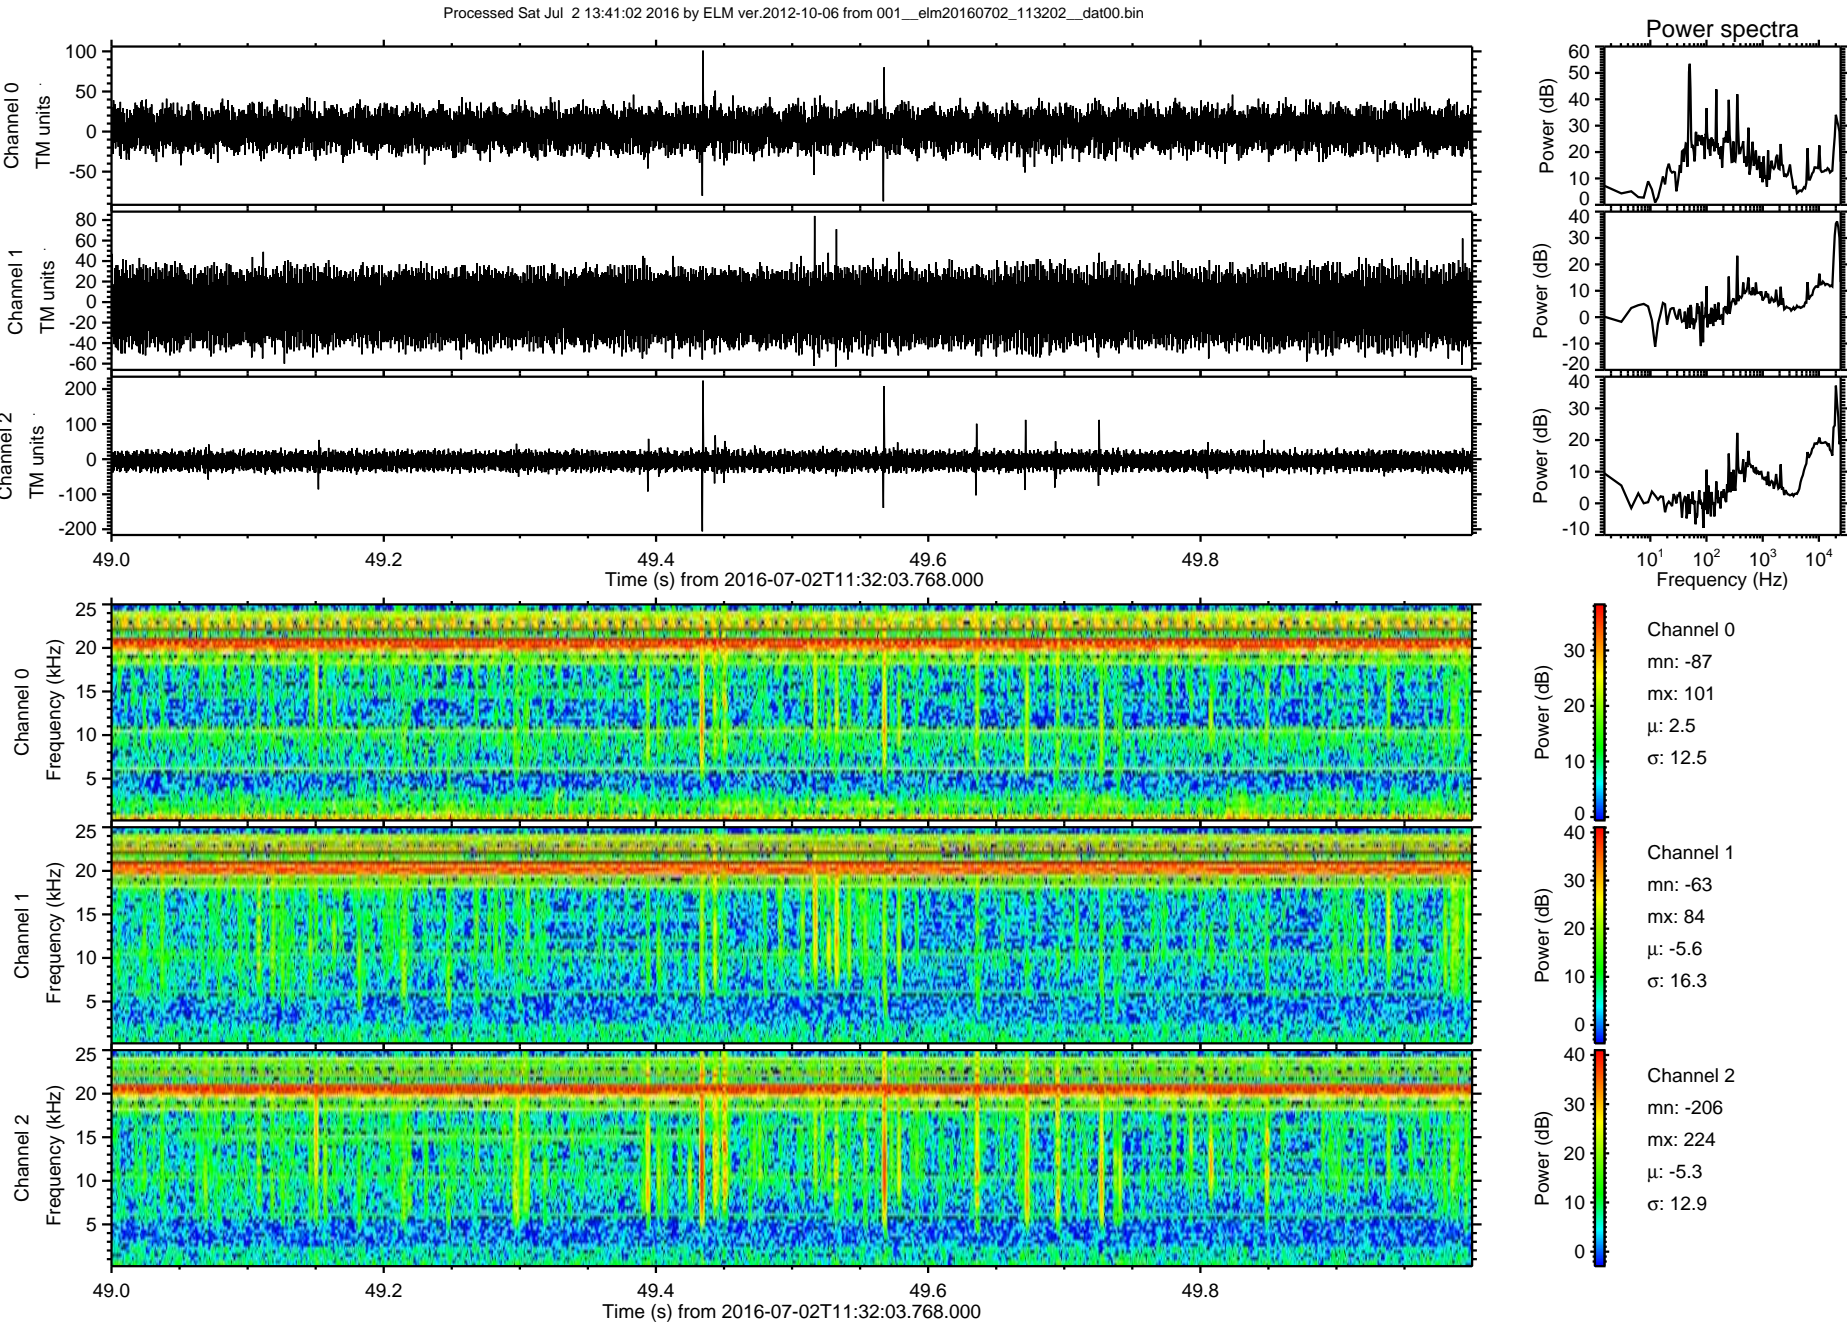 Processed Sat Jul 2 13:41:02 2016 by ELM ver.2012-10-06 from 001__elm20160702_113202__dat00.bin
Power spectra
Channel 0
TM units
100
50
0
-50
Power (dB)
60
50
40
30
20
10
0
Channel 1
TM units
80
60
40
20
0
-20
-40
-60
Power (dB)
40
30
20
10
0
-10
-20
Channel 2
TM units
200
100
0
-100
-200
Power (dB)
40
30
20
10
0
-10
49.0 49.2 49.4 49.6 49.8
Time (s) from 2016-07-02T11:32:03.768.000
10^1 10^2 10^3 10^4
Frequency (Hz)
Channel 0
Frequency (kHz)
25
20
15
10
5
Power (dB)
30
20
10
0
Channel 0
mn: -87
mx: 101
μ: 2.5
σ: 12.5
Channel 1
Frequency (kHz)
25
20
15
10
5
Power (dB)
40
30
20
10
0
Channel 1
mn: -63
mx: 84
μ: -5.6
σ: 16.3
Channel 2
Frequency (kHz)
25
20
15
10
5
Power (dB)
40
30
20
10
0
Channel 2
mn: -206
mx: 224
μ: -5.3
σ: 12.9
49.0 49.2 49.4 49.6 49.8
Time (s) from 2016-07-02T11:32:03.768.000